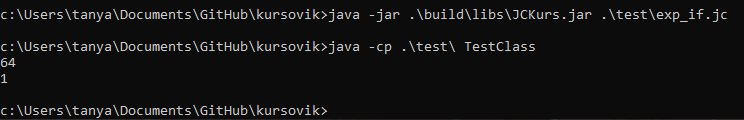 c:\Users\tanya\Documents\GitHub\kursovik>java -jar .\build\libs\JCKurs.jar .\test\exp_if.jc
c:\Users\tanya\Documents\GitHub\kursovik>java -cp .\test\ TestClass
64
1
c:\Users\tanya\Documents\GitHub\kursovik>